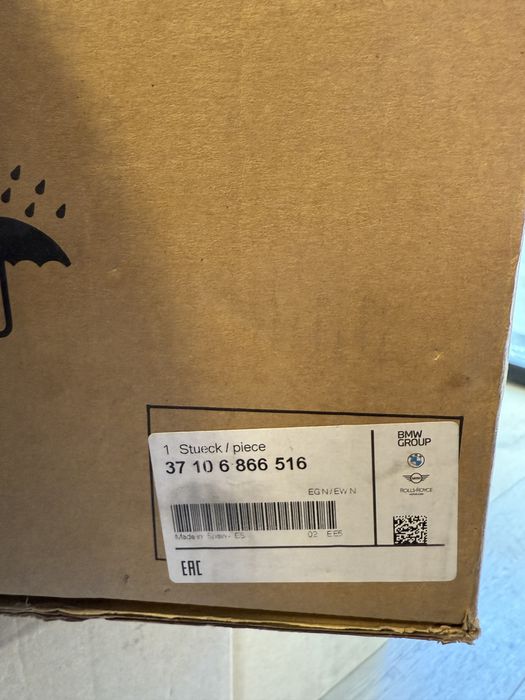 1 Stueck / piece
37 10 6 866 516
EGN/EWN
Made in Spain - ES 02 EE5
EAC
BMW
GROUP
ROLLS-ROYCE